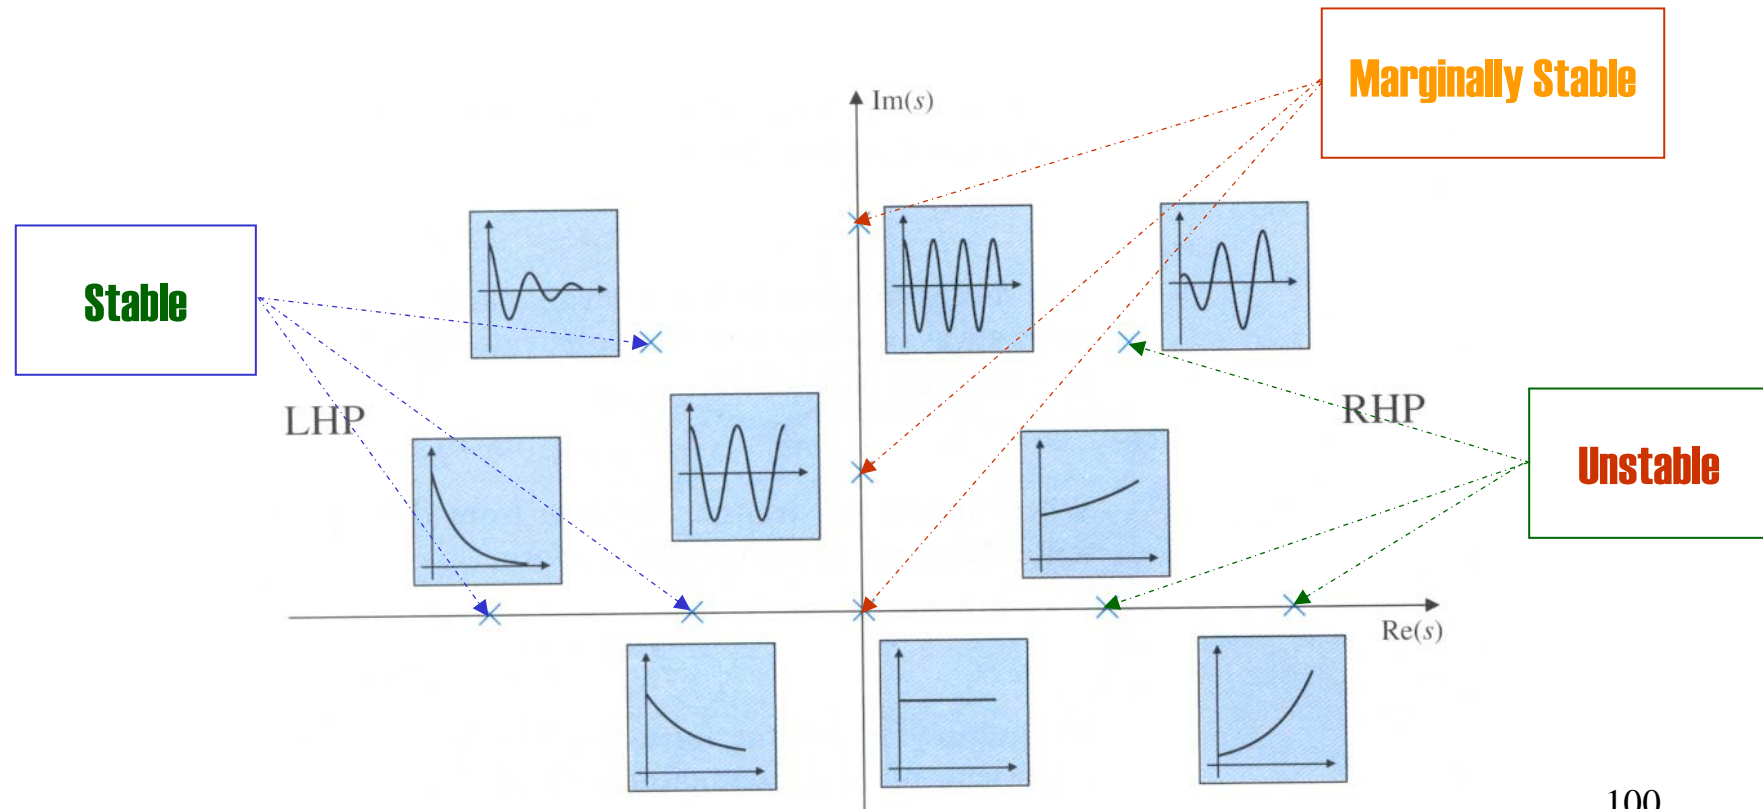 Marginally Stable
Im(s)
Stable
LHP
RHP
Unstable
Re(s)
100